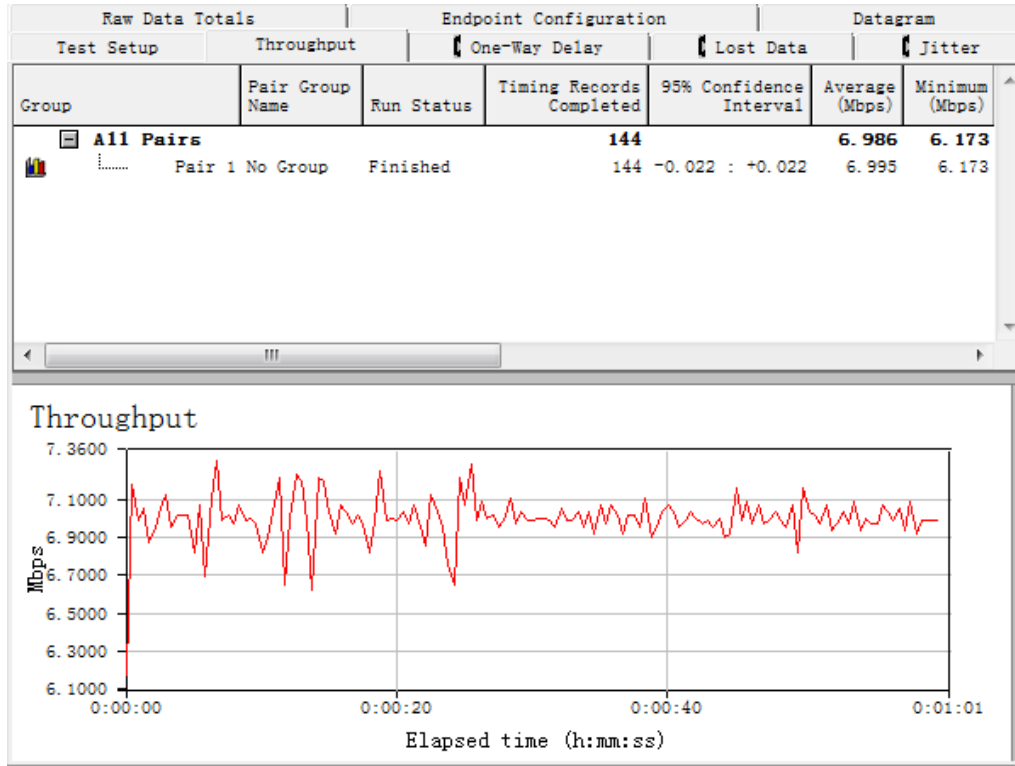 Raw Data Totals Endpoint Configuration Datagram
Test Setup Throughput One-Way Delay Lost Data Jitter
Group Pair Group Name Run Status Timing Records Completed 95% Confidence Interval Average (Mbps) Minimum (Mbps)
All Pairs 144 6.986 6.173
Pair 1 No Group Finished 144 -0.022 : +0.022 6.995 6.173
Throughput
7.3600
7.1000
6.9000
6.7000
6.5000
6.3000
6.1000
Mbps
0:00:00 0:00:20 0:00:40 0:01:01
Elapsed time (h:mm:ss)